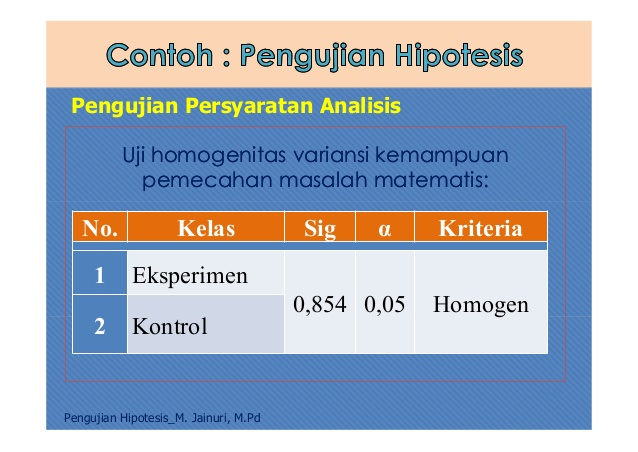 Contoh : Pengujian Hipotesis
Pengujian Persyaratan Analisis
Uji homogenitas variansi kemampuan
pemecahan masalah matematis:
No. Kelas Sig α Kriteria
1 Eksperimen
0,854 0,05 Homogen
2 Kontrol
Pengujian Hipotesis_M. Jainuri, M.Pd